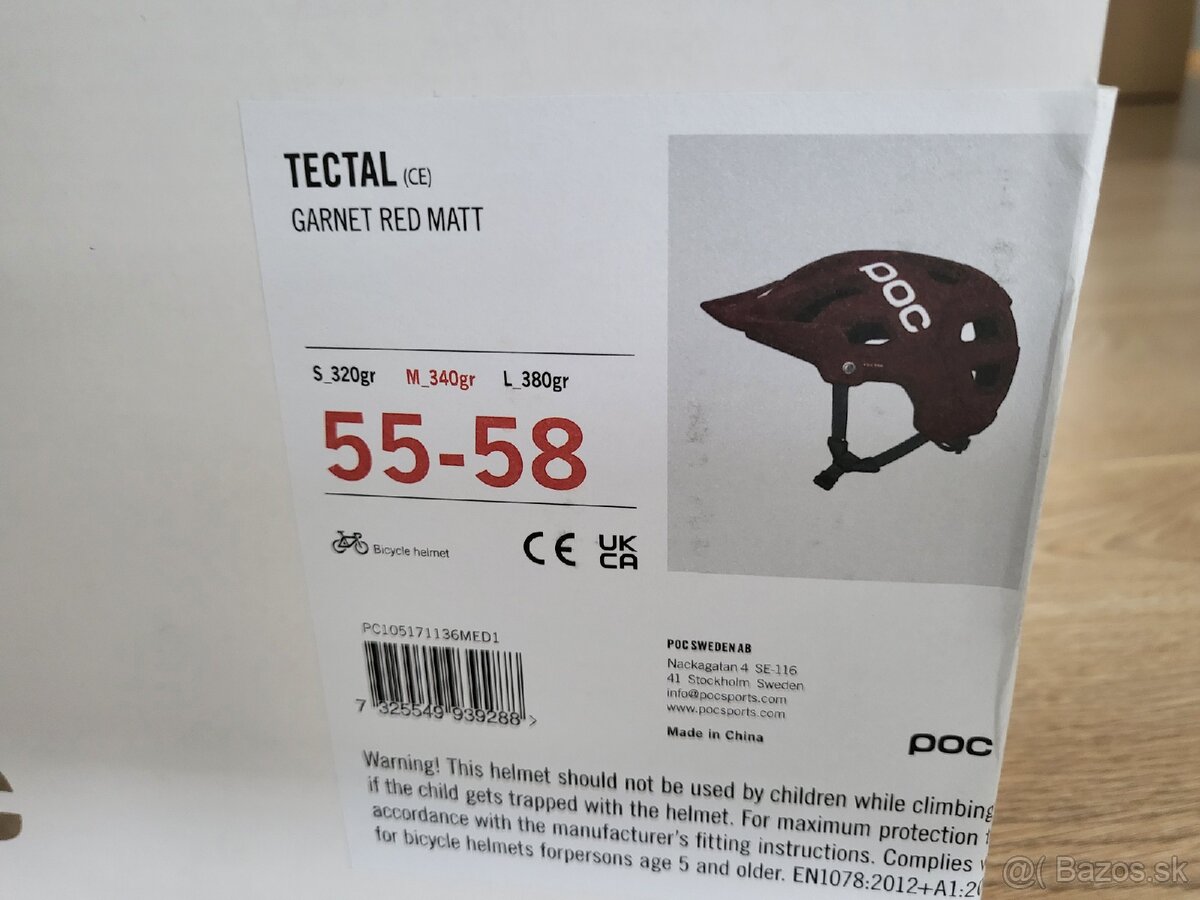 TECTAL (CE)
GARNET RED MATT
poc
S_320gr M_340gr L_380gr
55-58
Bicycle helmet
CE UK CA
PC105171136MED1
7 325549 939288 >
POC SWEDEN AB
Nackagatan 4 SE-116
41 Stockholm Sweden
info@pocsports.com
www.pocsports.com
Made in China
poc
Warning! This helmet should not be used by children while climbing
if the child gets trapped with the helmet. For maximum protection
accordance with the manufacturer's fitting instructions. Complies
for bicycle helmets forpersons age 5 and older. EN1078:2012+A1:20
@( Bazos.sk